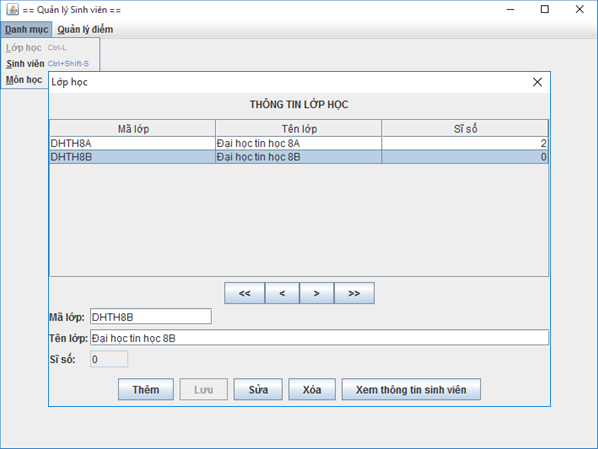 == Quản lý Sinh viên ==
Danh mục Quản lý điểm
Lớp học Ctrl-L
Sinh viên Ctrl+Shift-S
Môn học
Lớp học
THÔNG TIN LỚP HỌC
Mã lớp Tên lớp Sĩ số
DHTH8A Đại học tin học 8A 2
DHTH8B Đại học tin học 8B 0
<< < > >>
Mã lớp: DHTH8B
Tên lớp: Đại học tin học 8B
Sĩ số: 0
Thêm Lưu Sửa Xóa Xem thông tin sinh viên